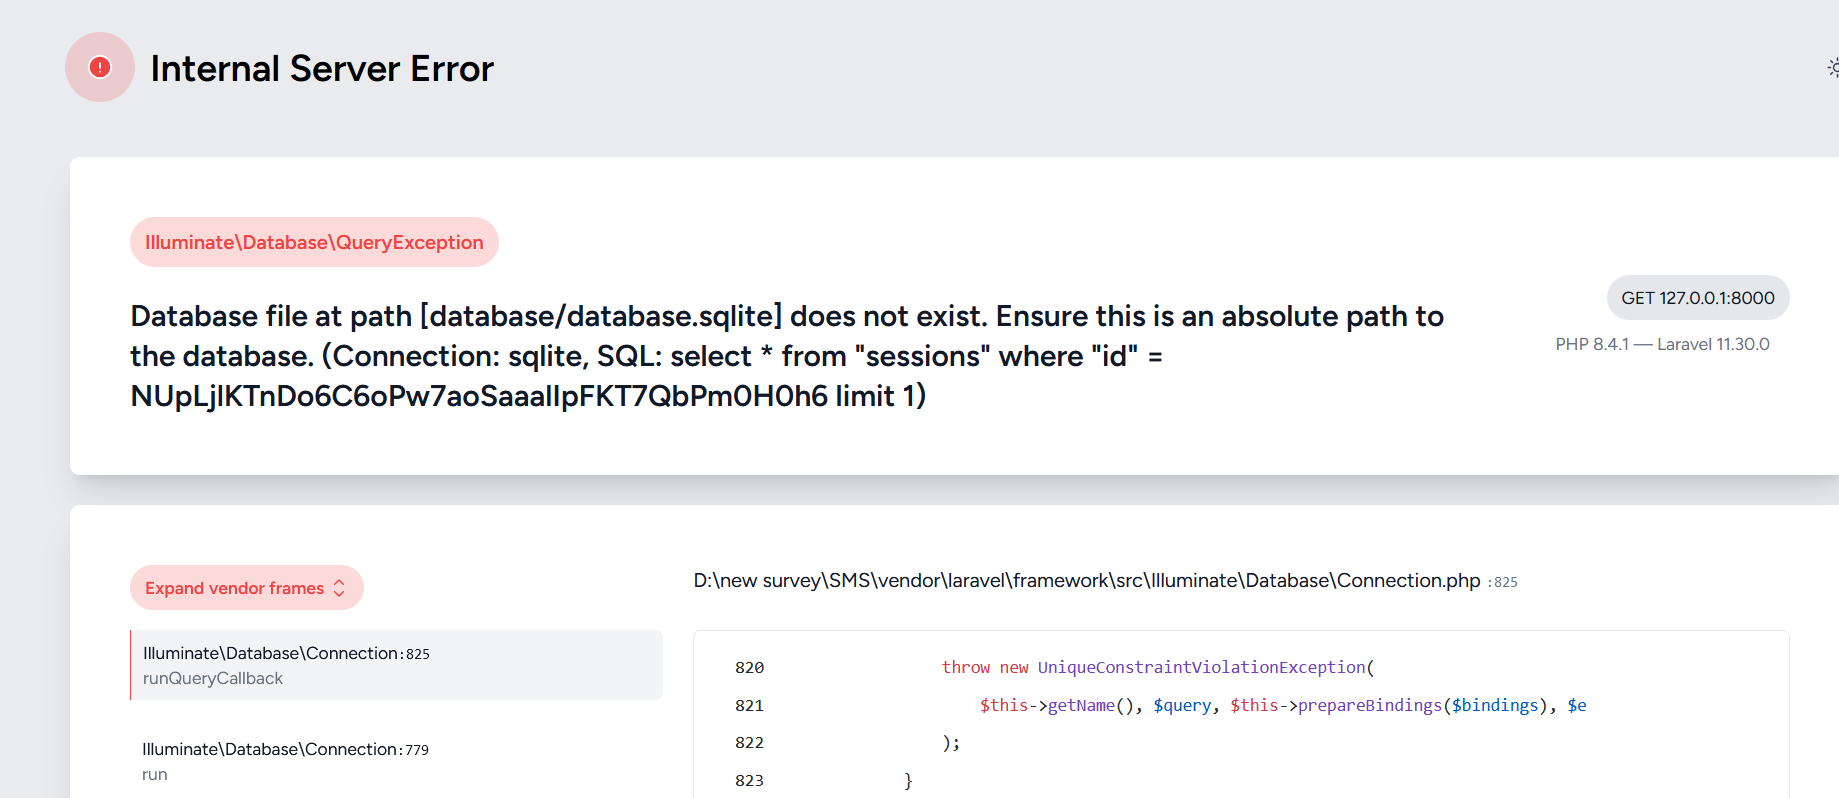 Internal Server Error
Illuminate\Database\QueryException
Database file at path [database/database.sqlite] does not exist. Ensure this is an absolute path to
the database. (Connection: sqlite, SQL: select * from "sessions" where "id" =
NUpLjlKTnDo6C6oPw7aoSaaalIpFKT7QbPm0H0h6 limit 1)
GET 127.0.0.1:8000
PHP 8.4.1 — Laravel 11.30.0
Expand vendor frames
Illuminate\Database\Connection:825
runQueryCallback
Illuminate\Database\Connection:779
run
D:\new survey\SMS\vendor\laravel\framework\src\Illuminate\Database\Connection.php :825
820 throw new UniqueConstraintViolationException(
821 $this->getName(), $query, $this->prepareBindings($bindings), $e
822 );
823 }